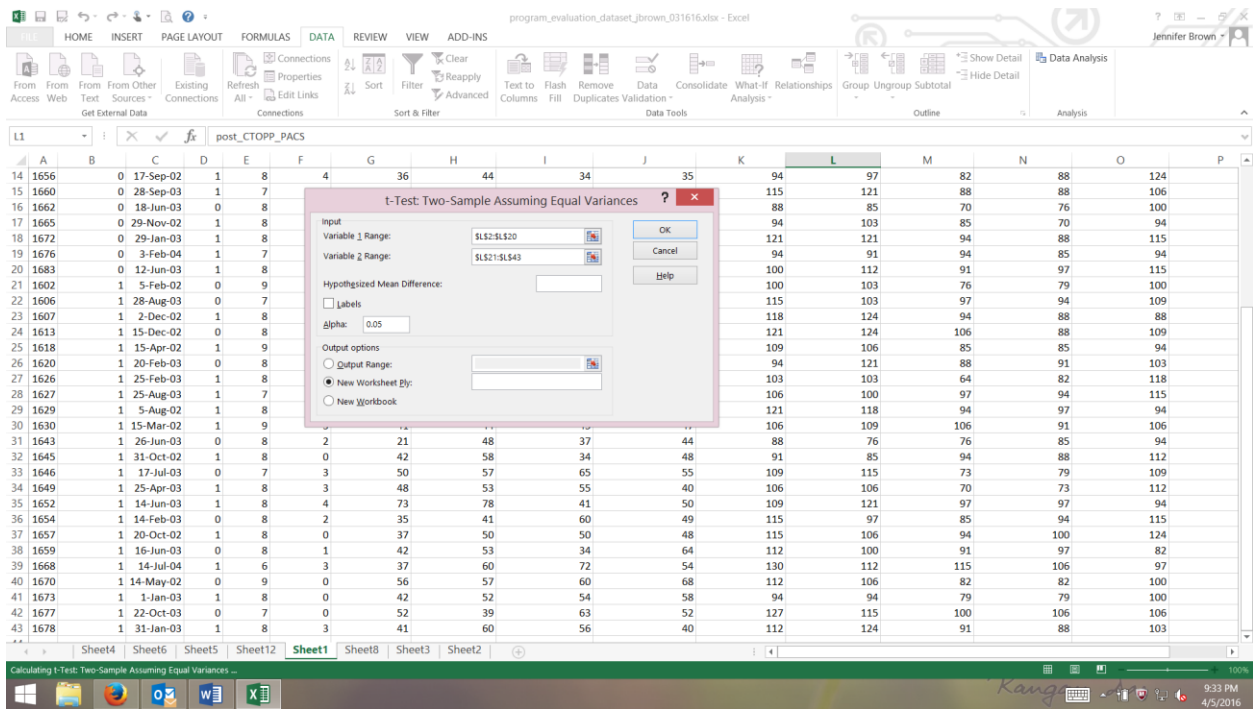 program_evaluation_dataset_jbrown_031616.xlsx - Excel
FILE HOME INSERT PAGE LAYOUT FORMULAS DATA REVIEW VIEW ADD-INS Jennifer Brown
From Access From Web From Text From Other Sources Existing Connections Refresh All Connections Properties Edit Links Sort Filter Clear Reapply Advanced Text to Columns Flash Fill Remove Duplicates Data Validation Consolidate What-If Analysis Relationships Group Ungroup Subtotal Show Detail Hide Detail Data Analysis
Get External Data Connections Sort & Filter Data Tools Outline Analysis
L1 fx post_CTOPP_PACS
A B C D E F G H I J K L M N O P
14 1656 0 17-Sep-02 1 8 4 36 44 34 35 94 97 82 88 124
15 1660 0 28-Sep-03 1 7 115 121 88 88 106
16 1662 0 18-Jun-03 0 8 88 85 70 76 100
17 1665 0 29-Nov-02 1 8 94 103 85 70 94
18 1672 0 29-Jan-03 1 8 121 121 94 88 115
19 1676 0 3-Feb-04 1 7 94 91 94 85 94
20 1683 0 12-Jun-03 1 8 100 112 91 97 115
21 1602 1 5-Feb-02 0 9 100 103 76 79 100
22 1606 1 28-Aug-03 0 7 115 103 97 94 109
23 1607 1 2-Dec-02 1 8 118 124 94 88 88
24 1613 1 15-Dec-02 0 8 121 124 106 88 109
25 1618 1 15-Apr-02 1 9 109 106 85 85 94
26 1620 1 20-Feb-03 0 8 94 121 88 91 103
27 1626 1 25-Feb-03 1 8 103 103 64 82 118
28 1627 1 25-Aug-03 1 7 106 100 97 94 115
29 1629 1 5-Aug-02 1 8 121 118 94 97 94
30 1630 1 15-Mar-02 1 9 106 109 106 91 106
31 1643 1 26-Jun-03 0 8 2 21 48 37 44 88 76 76 85 94
32 1645 1 31-Oct-02 1 8 0 42 58 34 48 91 85 94 88 112
33 1646 1 17-Jul-03 0 7 3 50 57 65 55 109 115 73 79 109
34 1649 1 25-Apr-03 1 8 3 48 53 55 40 106 106 70 73 112
35 1652 1 14-Jun-03 1 8 4 73 78 41 50 109 97 97 97 94
36 1654 1 14-Feb-03 0 8 2 35 41 60 49 115 97 85 94 115
37 1657 1 20-Oct-02 1 8 0 37 50 50 48 115 106 94 100 124
38 1659 1 16-Jun-03 0 8 1 42 53 34 64 112 100 91 97 82
39 1668 1 14-Jul-04 1 6 3 37 60 72 54 130 112 115 106 97
40 1670 1 14-May-02 0 9 0 56 57 60 68 112 106 82 82 100
41 1673 1 1-Jan-03 1 8 0 42 52 54 58 94 94 79 79 100
42 1677 1 22-Oct-03 0 7 0 52 39 63 52 127 115 100 106 106
43 1678 1 31-Jan-03 1 8 3 41 60 56 40 112 124 91 88 103
t-Test: Two-Sample Assuming Equal Variances ?
Input
Variable 1 Range: $L$2:$L$20 OK
Variable 2 Range: $L$21:$L$43 Cancel
Help
Hypothesized Mean Difference:
Labels
Alpha: 0.05
Output options
Output Range:
New Worksheet Ply:
New Workbook
Sheet4 Sheet6 Sheet5 Sheet12 Sheet1 Sheet8 Sheet3 Sheet2
Calculating t-Test: Two-Sample Assuming Equal Variances ... 100%
9:33 PM
4/5/2016